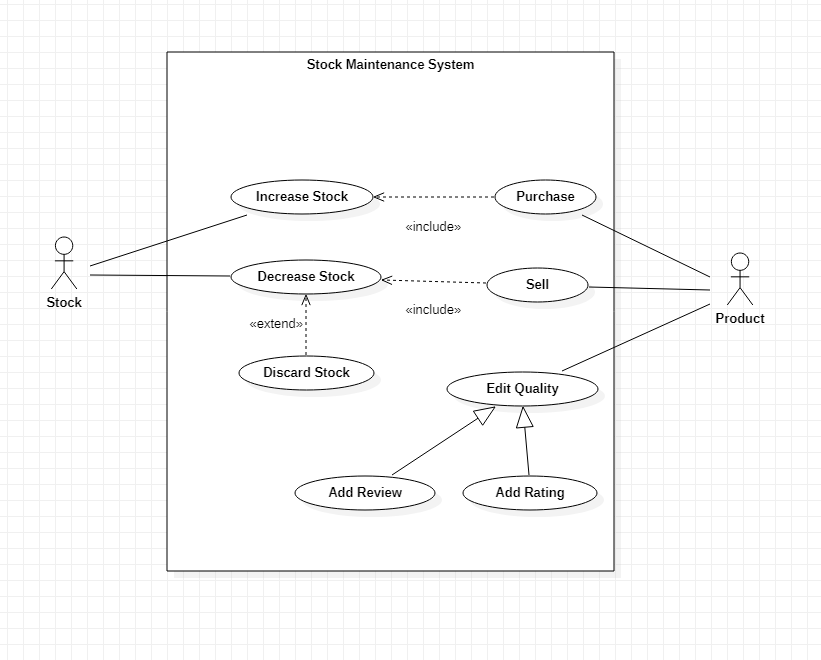 Stock Maintenance System
Increase Stock
Purchase
«include»
Stock
Decrease Stock
Sell
Product
«include»
«extend»
Discard Stock
Edit Quality
Add Review
Add Rating